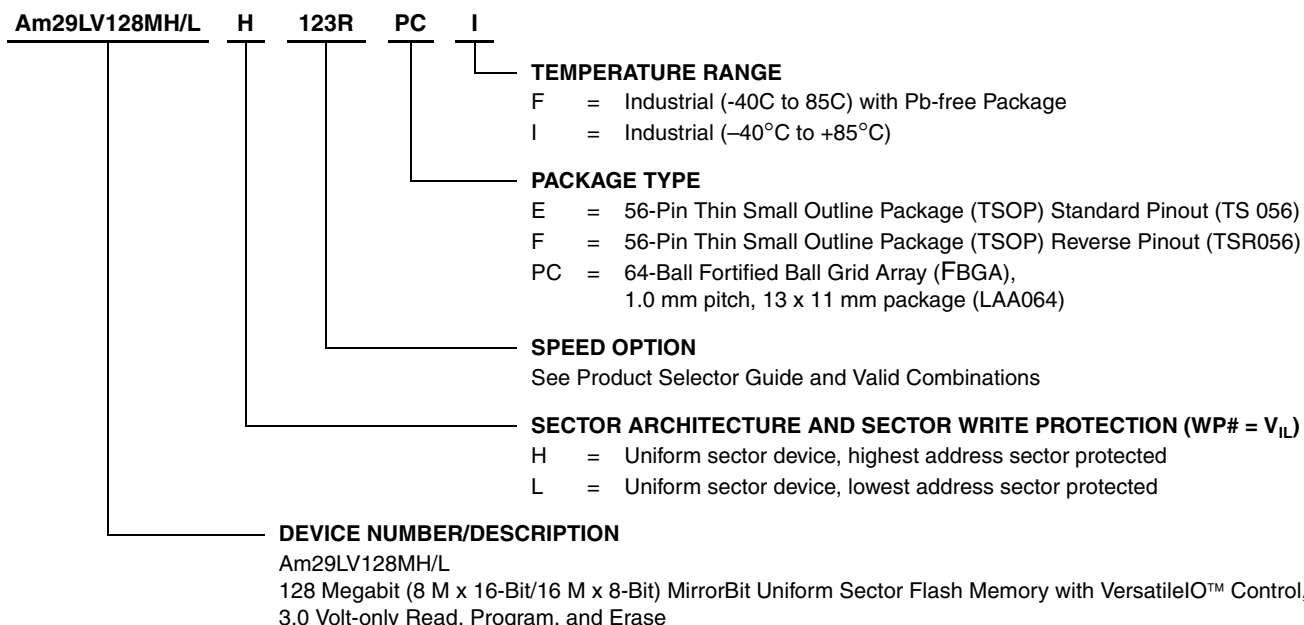 Am29LV128MH/L H 123R PC I
TEMPERATURE RANGE
F = Industrial (-40C to 85C) with Pb-free Package
I = Industrial (–40°C to +85°C)
PACKAGE TYPE
E = 56-Pin Thin Small Outline Package (TSOP) Standard Pinout (TS 056)
F = 56-Pin Thin Small Outline Package (TSOP) Reverse Pinout (TSR056)
PC = 64-Ball Fortified Ball Grid Array (FBGA),
1.0 mm pitch, 13 x 11 mm package (LAA064)
SPEED OPTION
See Product Selector Guide and Valid Combinations
SECTOR ARCHITECTURE AND SECTOR WRITE PROTECTION (WP# = VIL)
H = Uniform sector device, highest address sector protected
L = Uniform sector device, lowest address sector protected
DEVICE NUMBER/DESCRIPTION
Am29LV128MH/L
128 Megabit (8 M x 16-Bit/16 M x 8-Bit) MirrorBit Uniform Sector Flash Memory with VersatileIO™ Control,
3.0 Volt-only Read, Program, and Erase